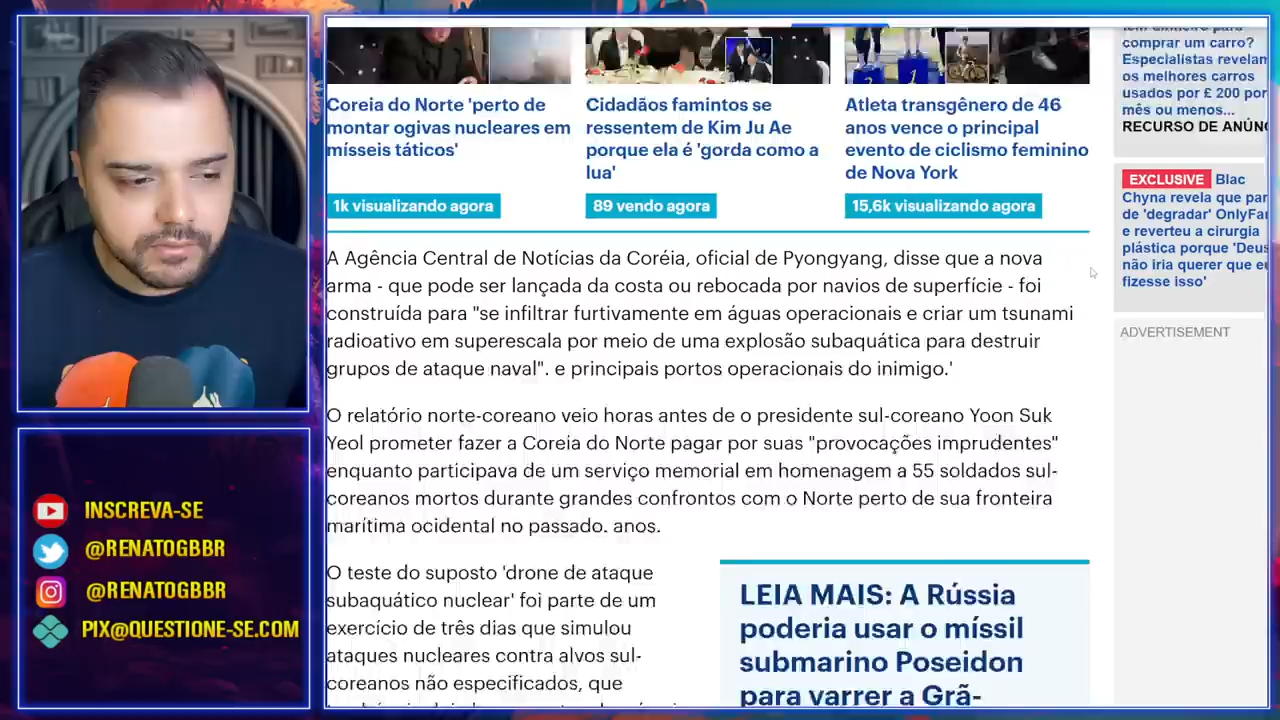 Coreia do Norte 'perto de
montar ogivas nucleares em
mísseis táticos'
1k visualizando agora
Cidadãos famintos se
ressentem de Kim Ju Ae
porque ela é 'gorda como a
lua'
89 vendo agora
Atleta transgênero de 46
anos vence o principal
evento de ciclismo feminino
de Nova York
15,6k visualizando agora
comprar um carro?
Especialistas revelam
os melhores carros
usados por £ 200 por
mês ou menos...
RECURSO DE ANÚN
EXCLUSIVE Blac
Chyna revela que par
de 'degradar' OnlyFa
e reverteu a cirurgia
plástica porque 'Deus
não iria querer que eu
fizesse isso'
ADVERTISEMENT
A Agência Central de Notícias da Coréia, oficial de Pyongyang, disse que a nova
arma - que pode ser lançada da costa ou rebocada por navios de superfície - foi
construída para "se infiltrar furtivamente em águas operacionais e criar um tsunami
radioativo em superescala por meio de uma explosão subaquática para destruir
grupos de ataque naval". e principais portos operacionais do inimigo.'
O relatório norte-coreano veio horas antes de o presidente sul-coreano Yoon Suk
Yeol prometer fazer a Coreia do Norte pagar por suas "provocações imprudentes"
enquanto participava de um serviço memorial em homenagem a 55 soldados sul-
coreanos mortos durante grandes confrontos com o Norte perto de sua fronteira
marítima ocidental no passado. anos.
O teste do suposto 'drone de ataque
subaquático nuclear' foi parte de um
exercício de três dias que simulou
ataques nucleares contra alvos sul-
coreanos não especificados, que
LEIA MAIS: A Rússia
poderia usar o míssil
submarino Poseidon
para varrer a Grã-
INSCREVA-SE
@RENATOGBBR
@RENATOGBBR
PIX@QUESTIONE-SE.COM